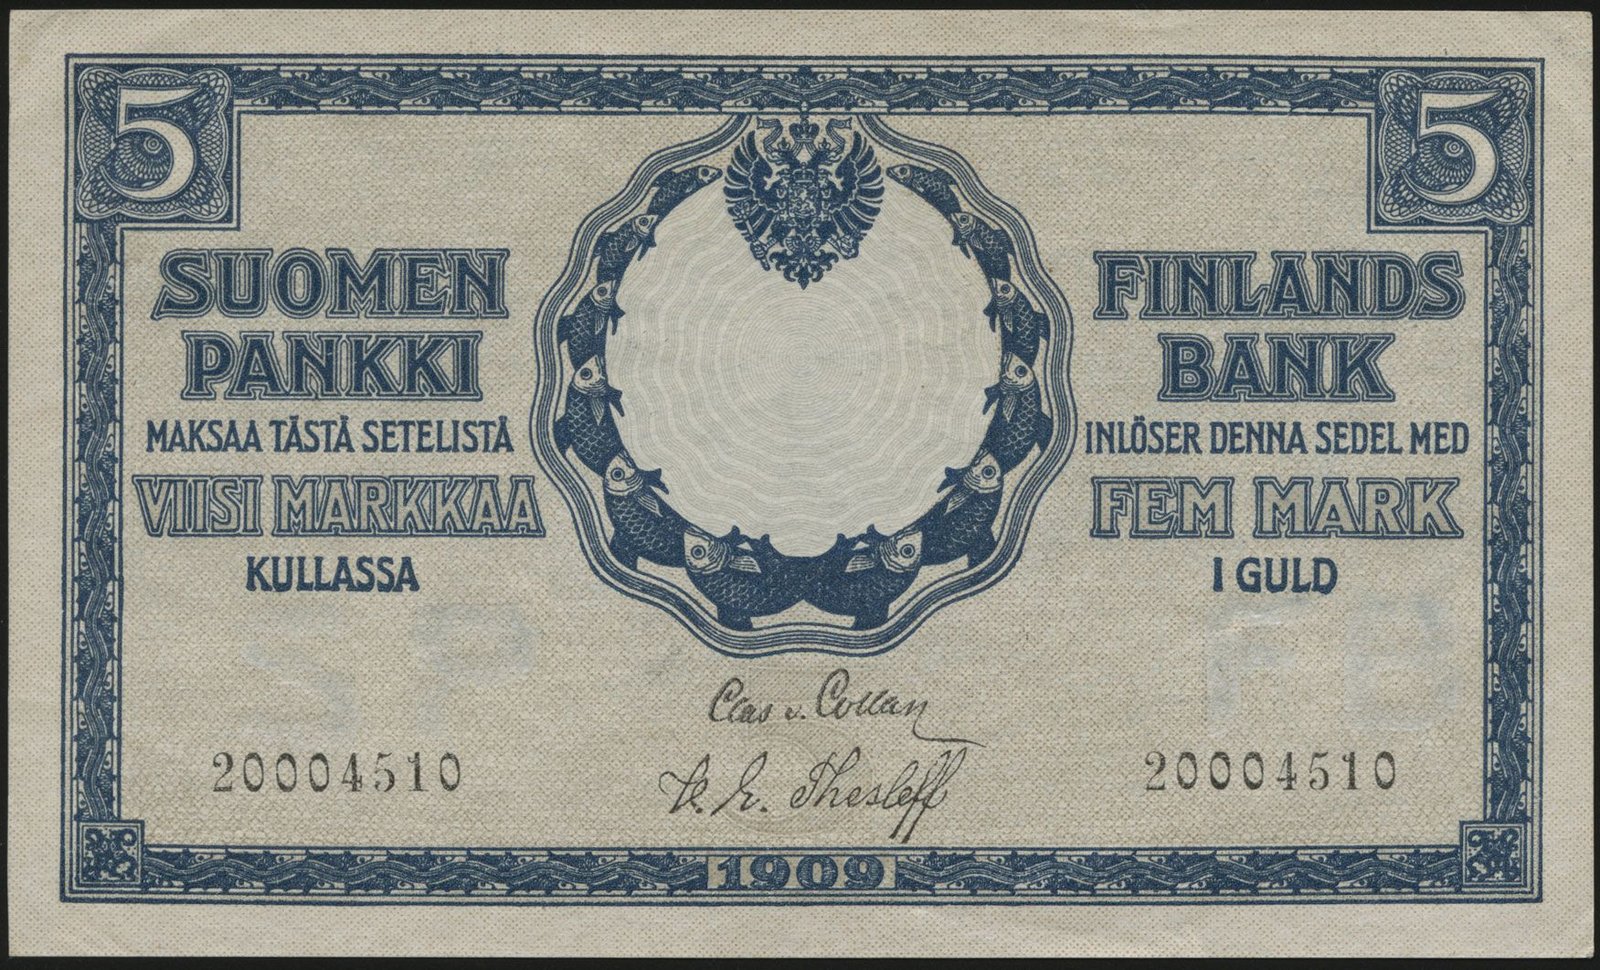 5
5
SUOMEN
PANKKI
MAKSAA TÄSTÄ SETELISTÄ
VIISI MARKKAA
KULLASSA
FINLANDS
BANK
INLÖSER DENNA SEDEL MED
FEM MARK
I GULD
Clas v. Collan
20004510
20004510
Thesleff
1909